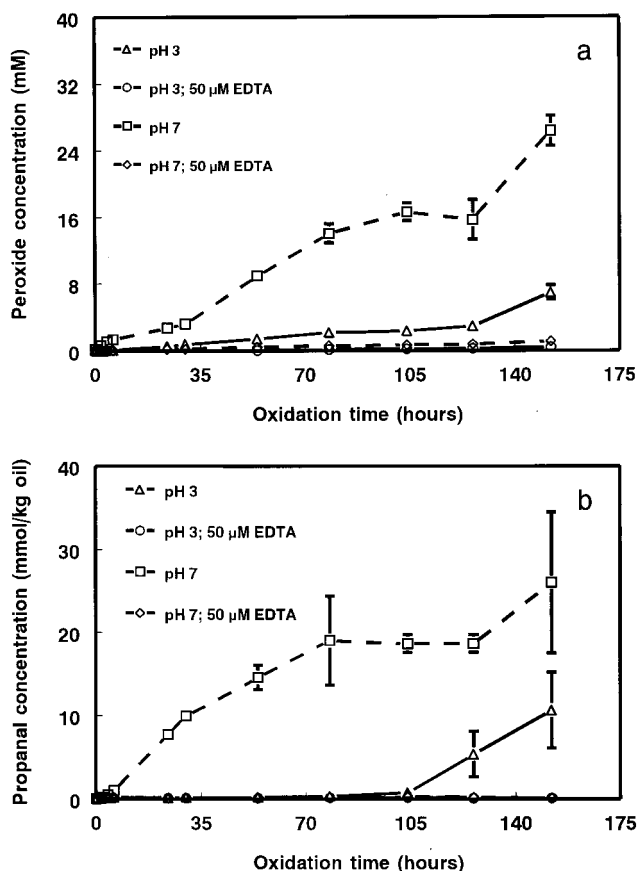 40
a
pH 3
32
pH 3; 50 µM EDTA
pH 7
24
pH 7; 50 µM EDTA
16
8
0
Peroxide concentration (mM)
0 35 70 105 140 175
Oxidation time (hours)
40
b
pH 3
pH 3; 50 µM EDTA
30
pH 7
pH 7; 50 µM EDTA
20
10
0
Propanal concentration (mmol/kg oil)
0 35 70 105 140 175
Oxidation time (hours)